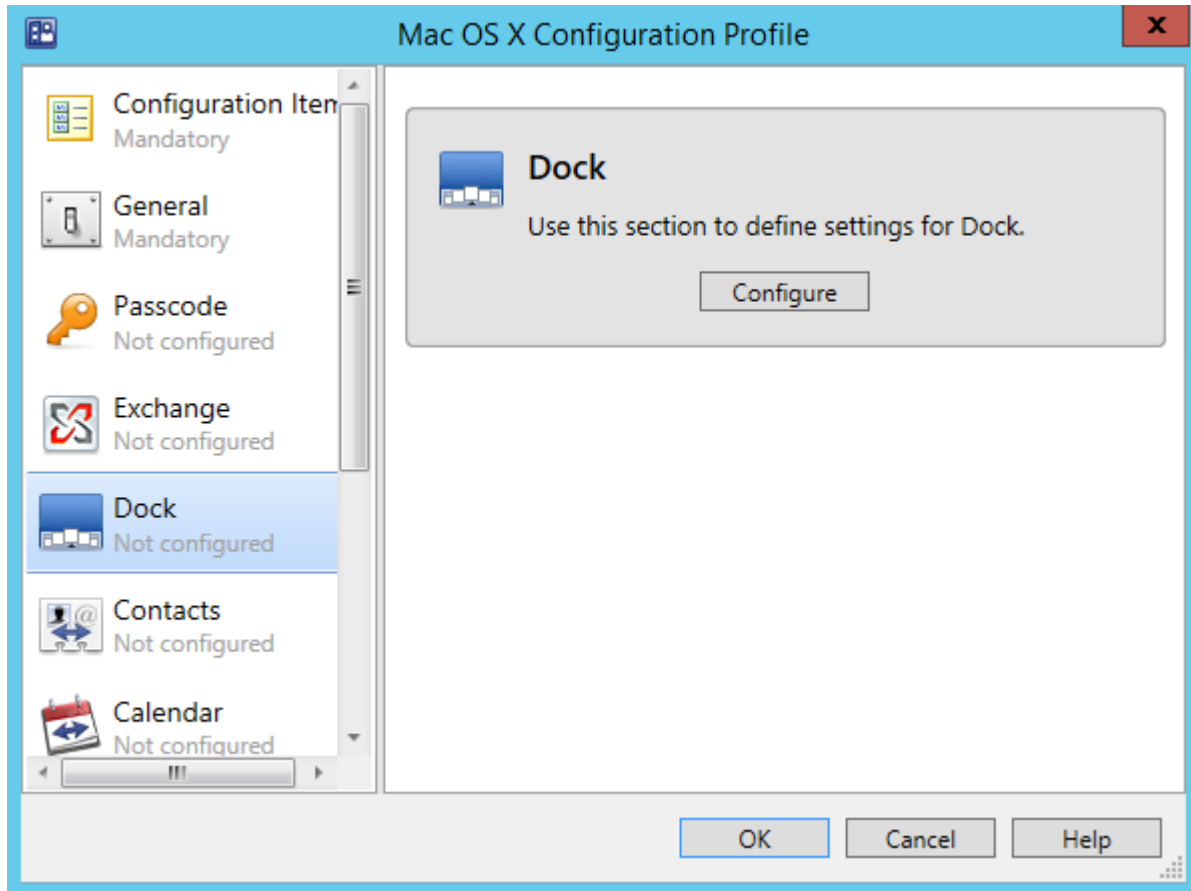 Mac OS X Configuration Profile
x
Configuration Item
Mandatory
General
Mandatory
Passcode
Not configured
Exchange
Not configured
Dock
Not configured
Contacts
Not configured
Calendar
Not configured
Dock
Use this section to define settings for Dock.
Configure
OK
Cancel
Help